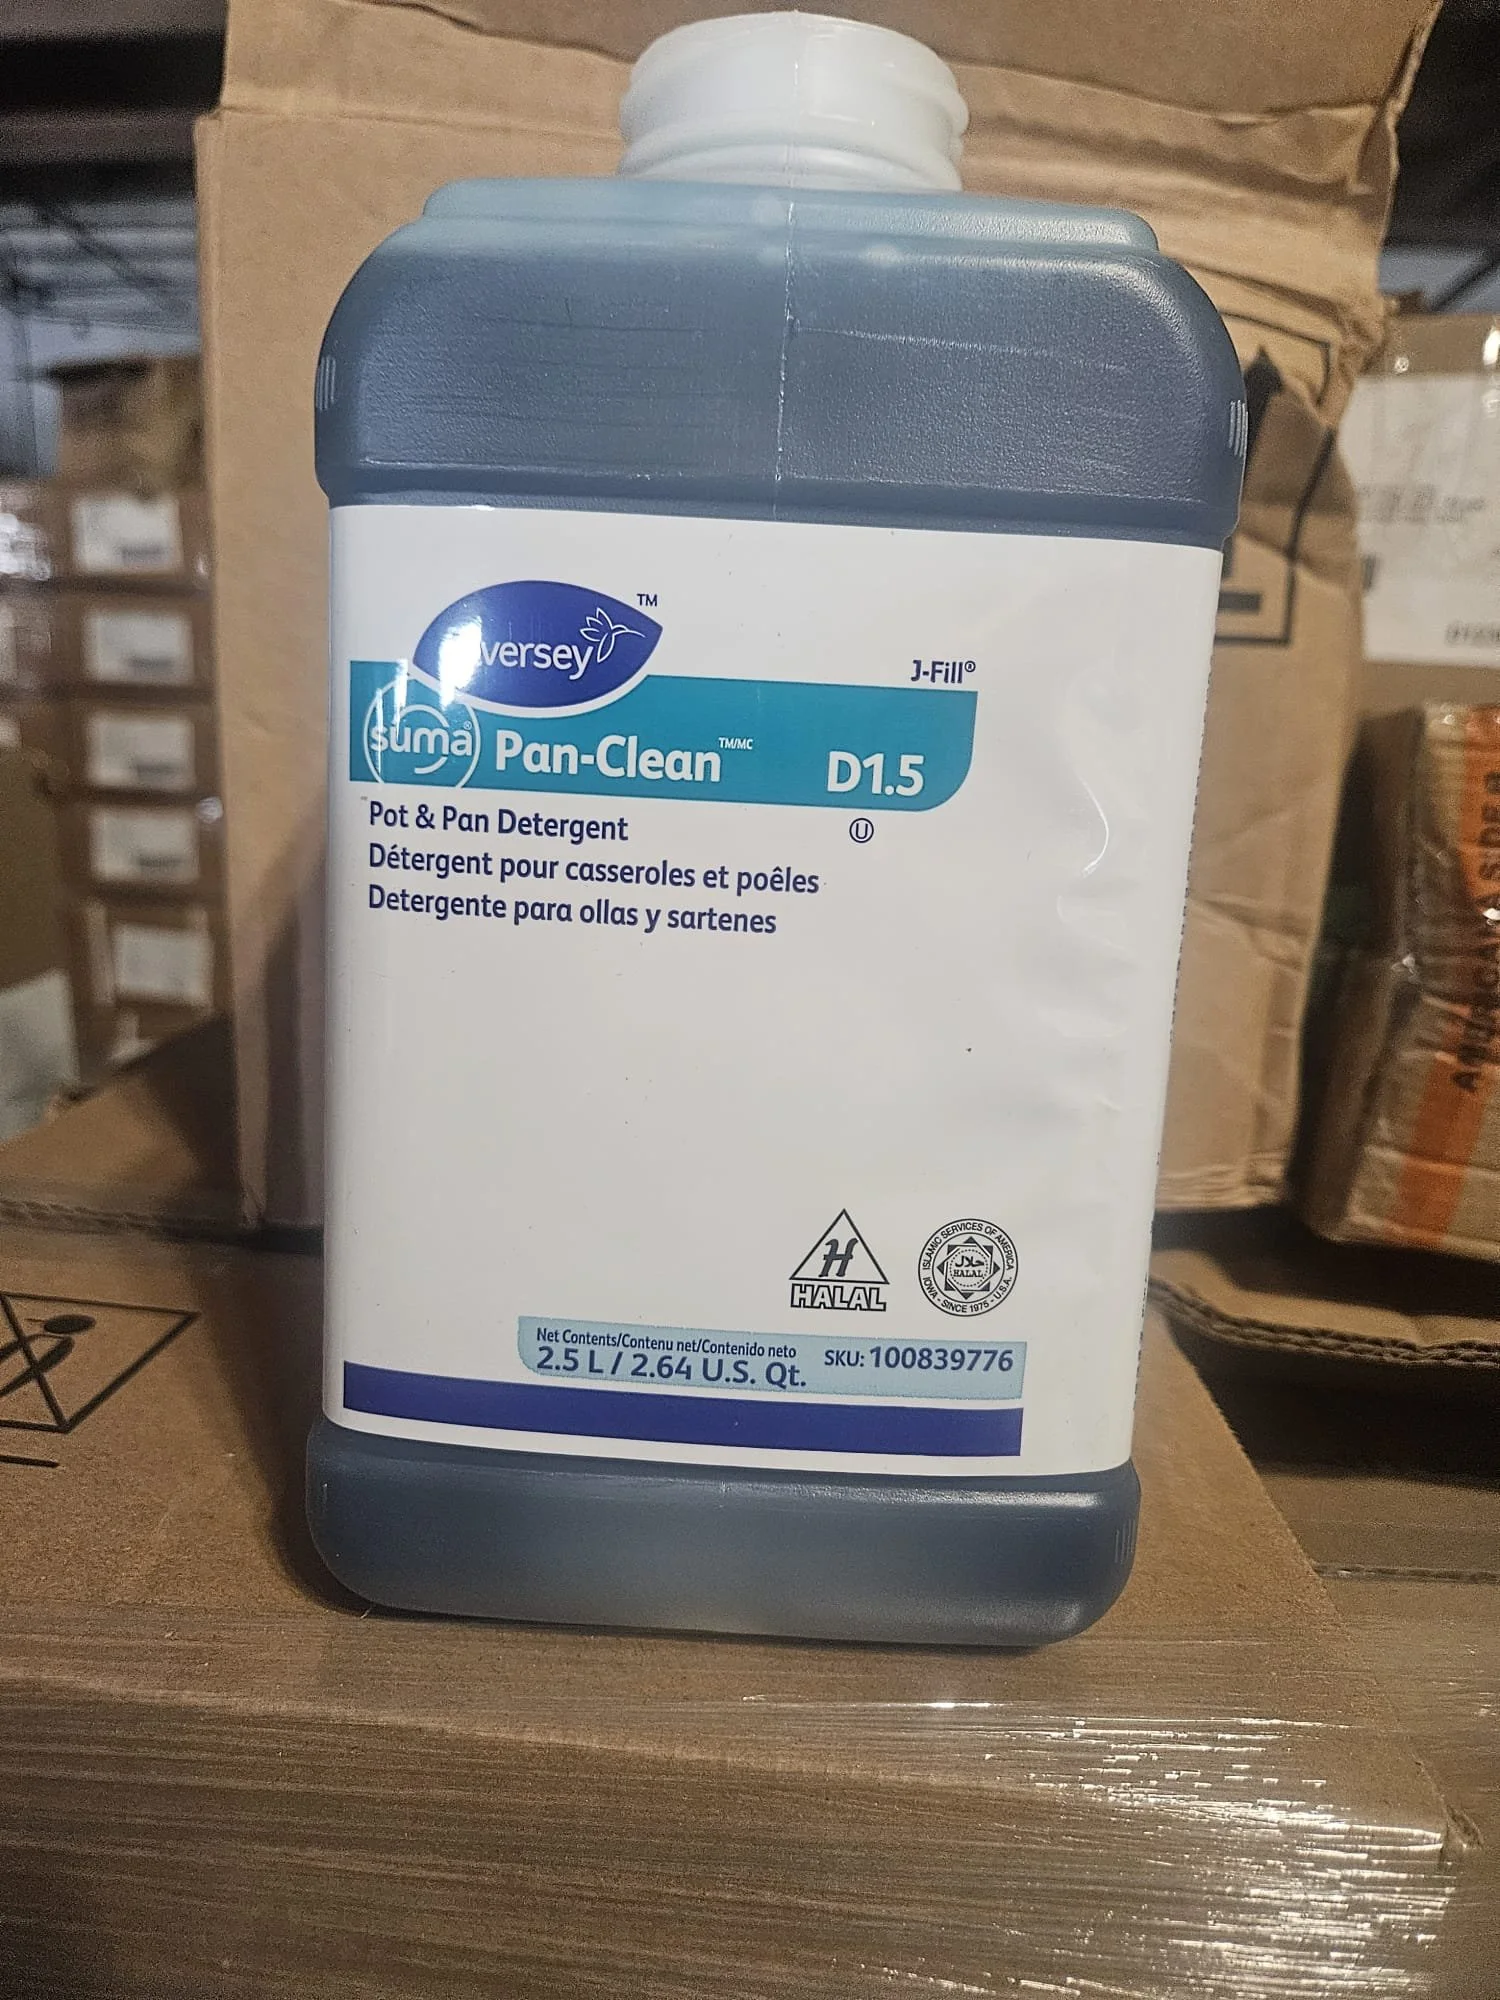 TM
J-Fill®
suma® Pan-Clean™/MC D1.5
U
Pot & Pan Detergent
Détergent pour casseroles et poêles
Detergente para ollas y sartenes
H
HALAL
ISLAMIC SERVICES OF AMERICA
حلال
HALAL
IOWA - SINCE 1975 - U.S.A.
Net Contents/Contenu net/Contenido neto
2.5 L / 2.64 U.S. Qt.
SKU: 100839776